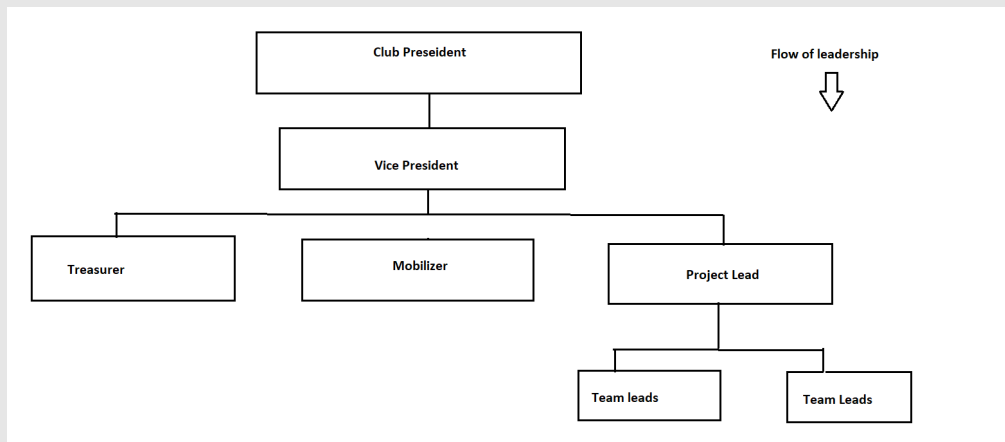 Club Preseident
Flow of leadership
Vice President
Treasurer
Mobilizer
Project Lead
Team leads
Team Leads